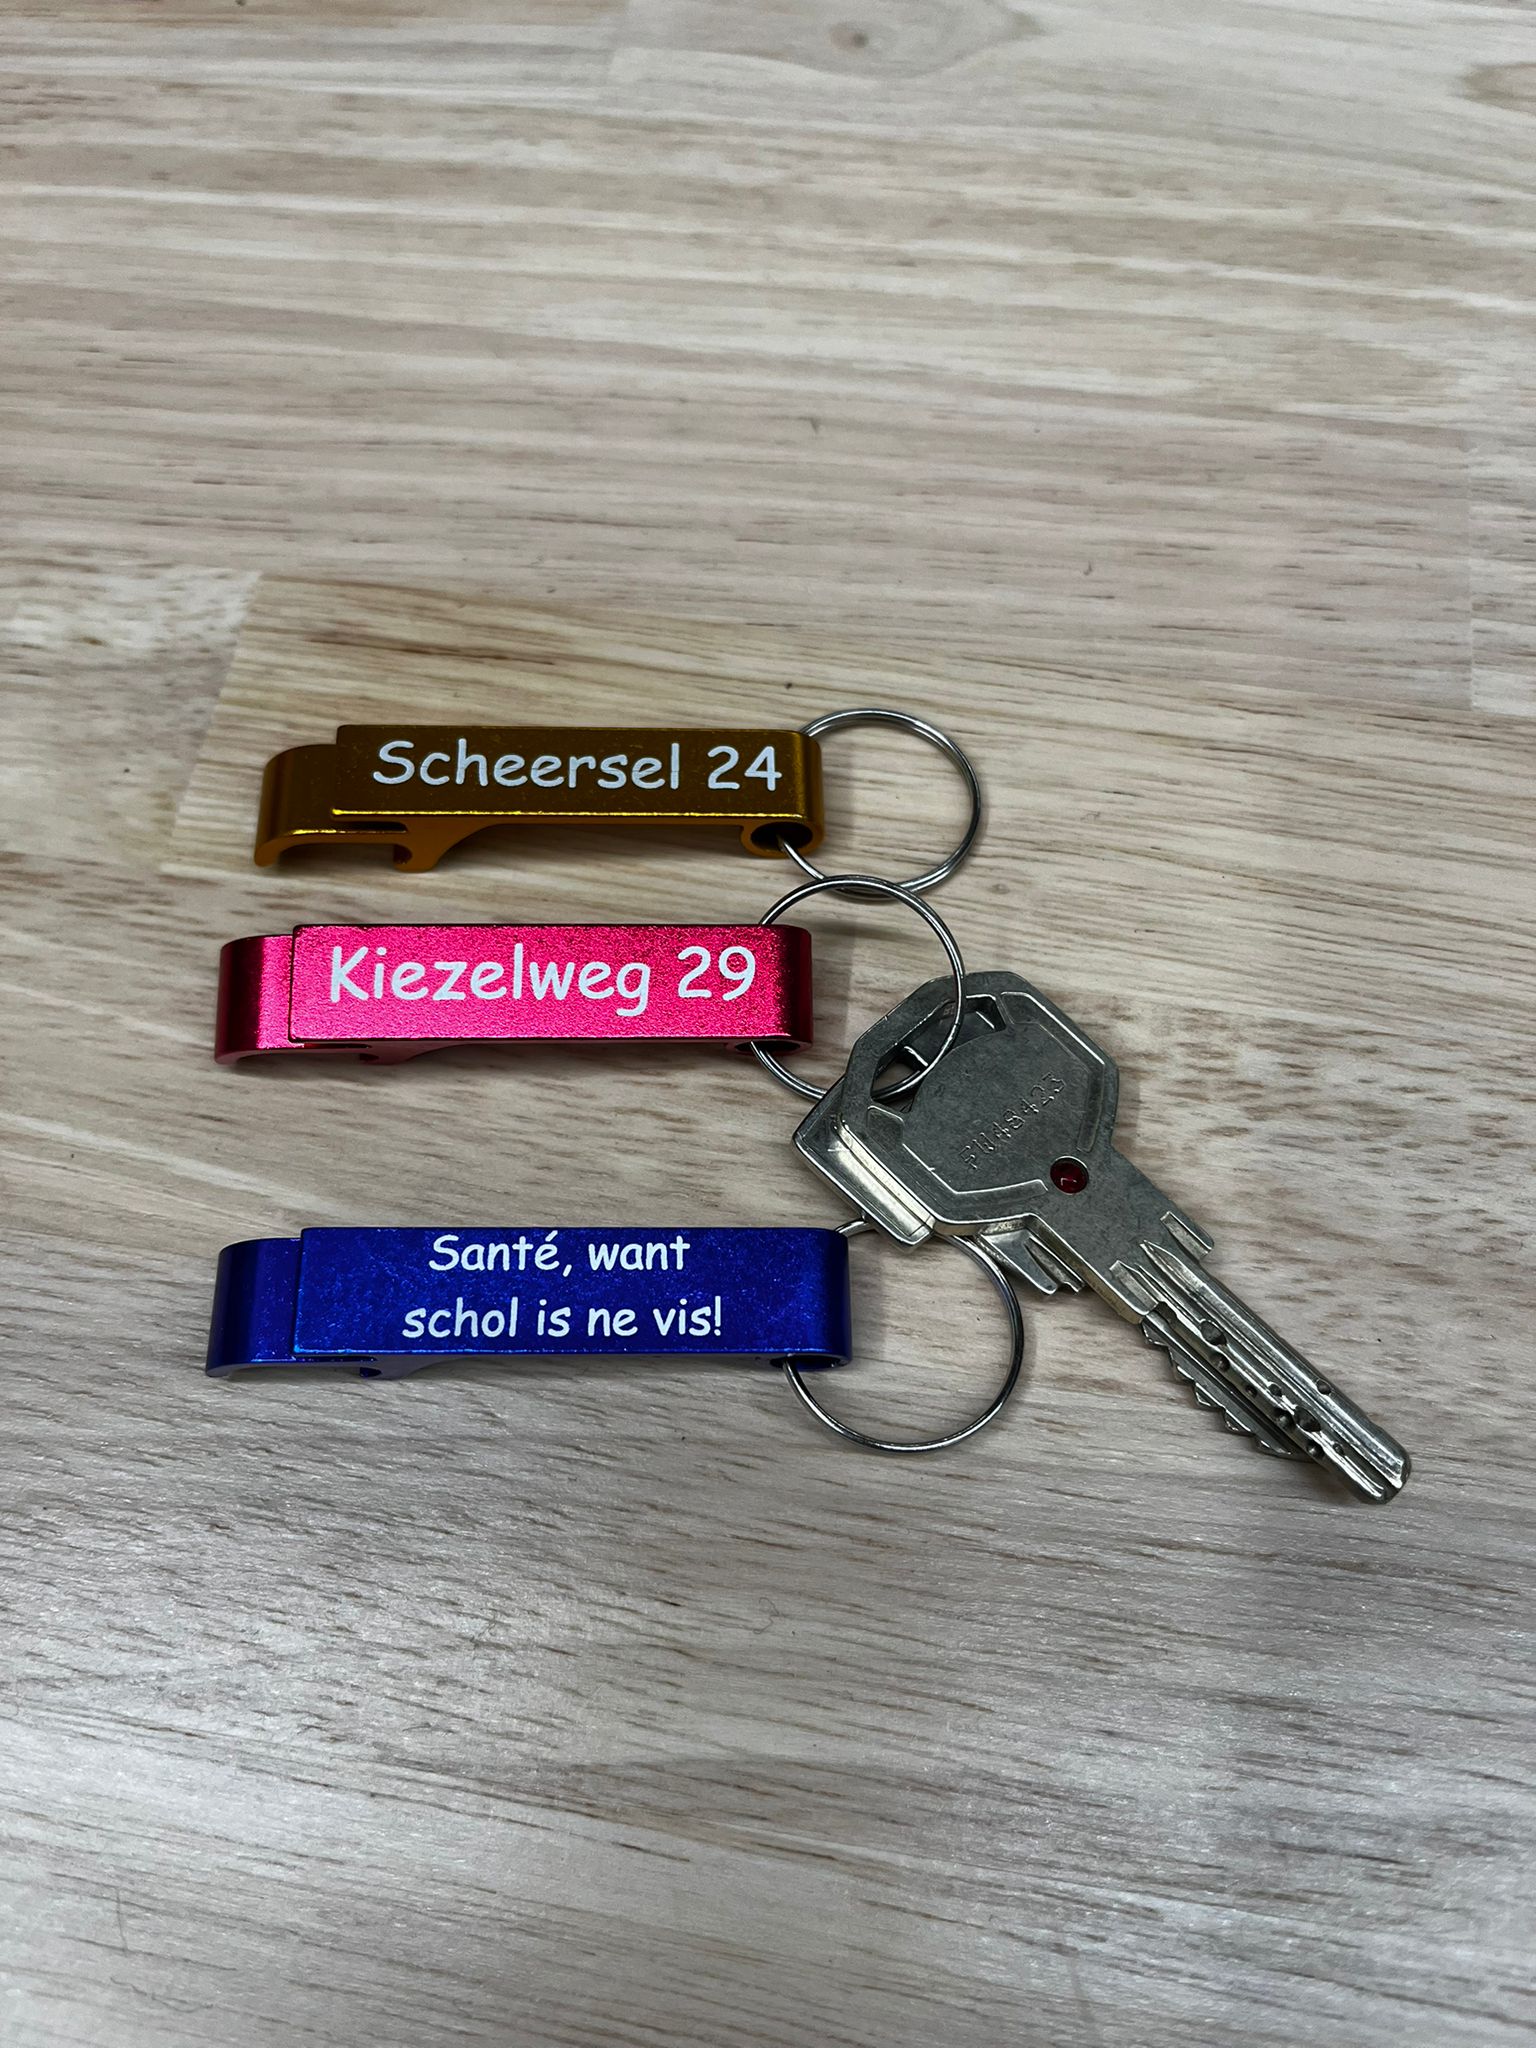 Scheersel 24
Kiezelweg 29
Santé, want
schol is ne vis!